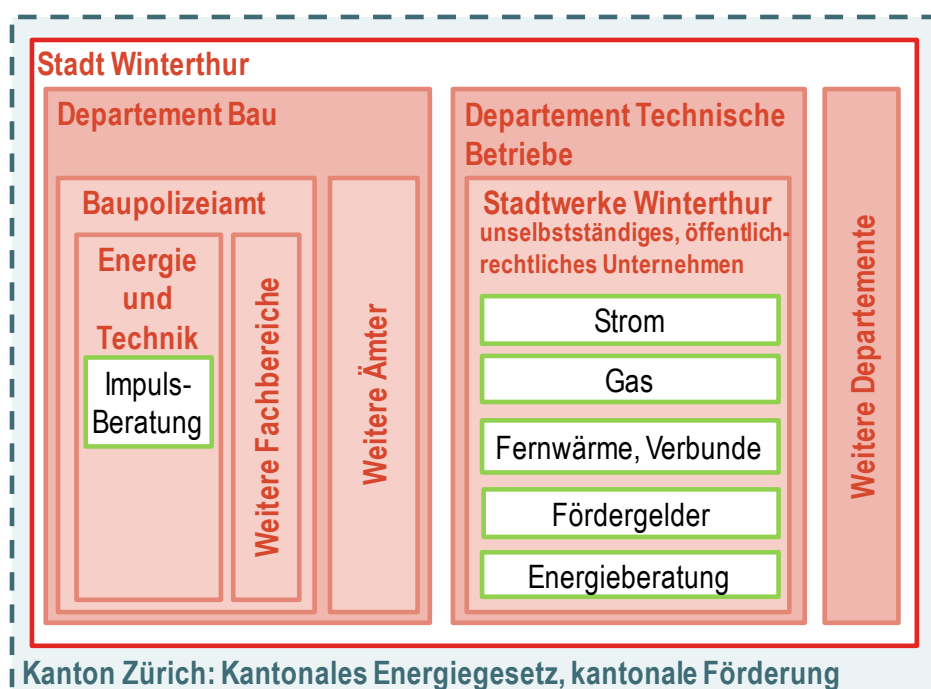 Stadt Winterthur
Departement Bau
Baupolizeiamt
Energie
und
Technik
Impuls-
Beratung
Weitere Fachbereiche
Weitere Ämter
Departement Technische
Betriebe
Stadtwerke Winterthur
unselbstständiges, öffentlich-
rechtliches Unternehmen
Strom
Gas
Fernwärme, Verbunde
Fördergelder
Energieberatung
Weitere Departemente
Kanton Zürich: Kantonales Energiegesetz, kantonale Förderung